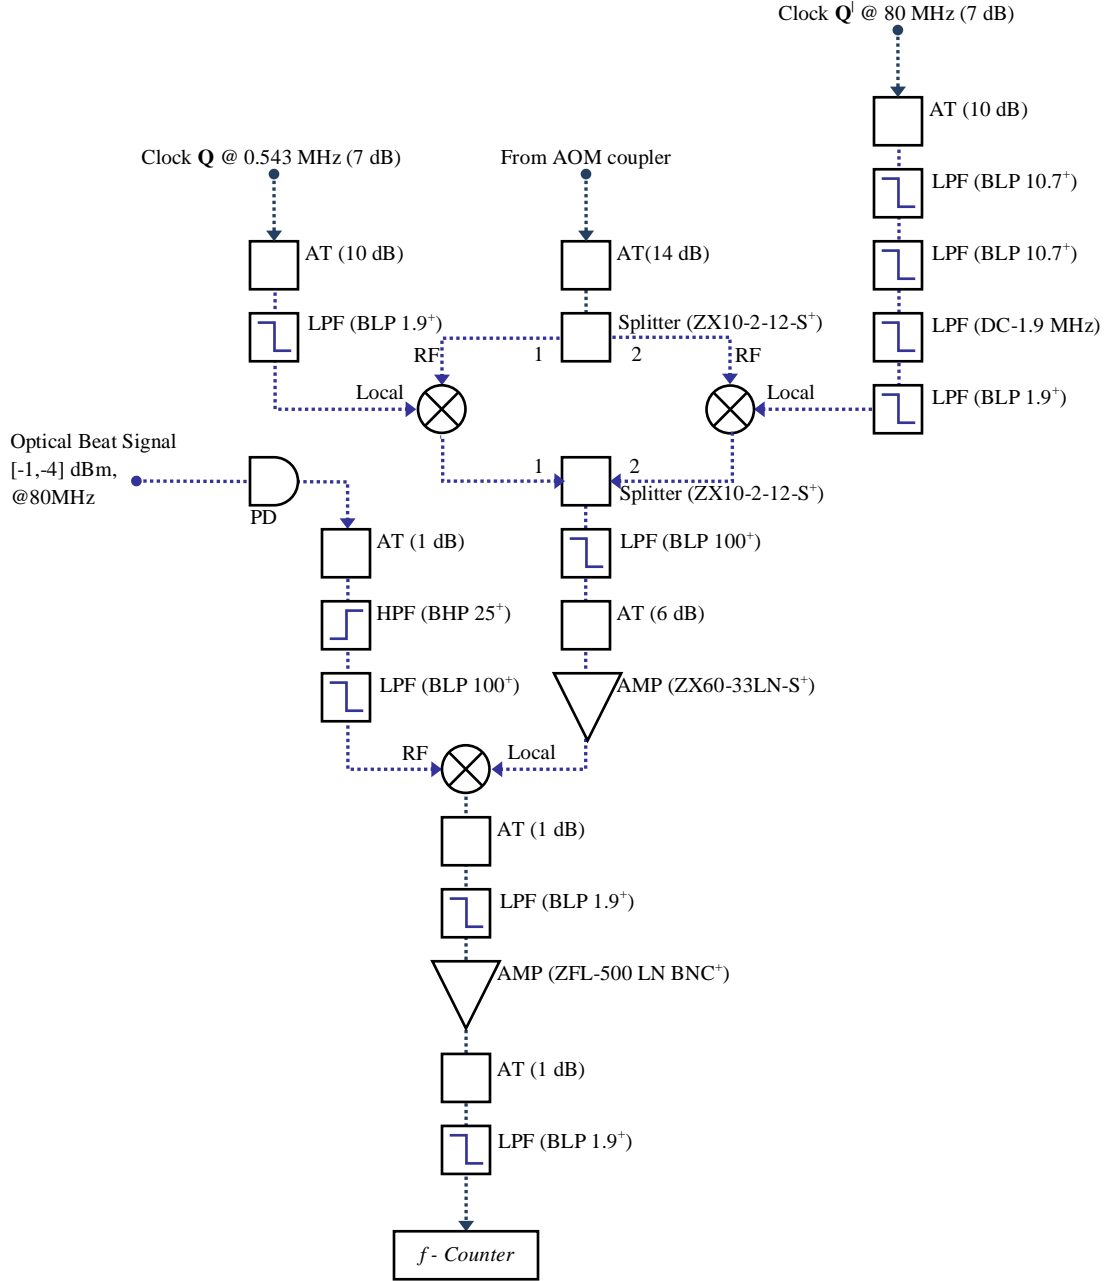 Clock Q| @ 80 MHz (7 dB)
AT (10 dB)
Clock Q @ 0.543 MHz (7 dB)
From AOM coupler
LPF (BLP 10.7+)
AT (10 dB)
AT(14 dB)
LPF (BLP 10.7+)
LPF (BLP 1.9+)
Splitter (ZX10-2-12-S+)
LPF (DC-1.9 MHz)
RF
1
2
RF
Local
Local
LPF (BLP 1.9+)
Optical Beat Signal
[-1,-4] dBm,
@80MHz
PD
1
2
Splitter (ZX10-2-12-S+)
AT (1 dB)
LPF (BLP 100+)
HPF (BHP 25+)
AT (6 dB)
LPF (BLP 100+)
AMP (ZX60-33LN-S+)
RF
Local
AT (1 dB)
LPF (BLP 1.9+)
AMP (ZFL-500 LN BNC+)
AT (1 dB)
LPF (BLP 1.9+)
f - Counter